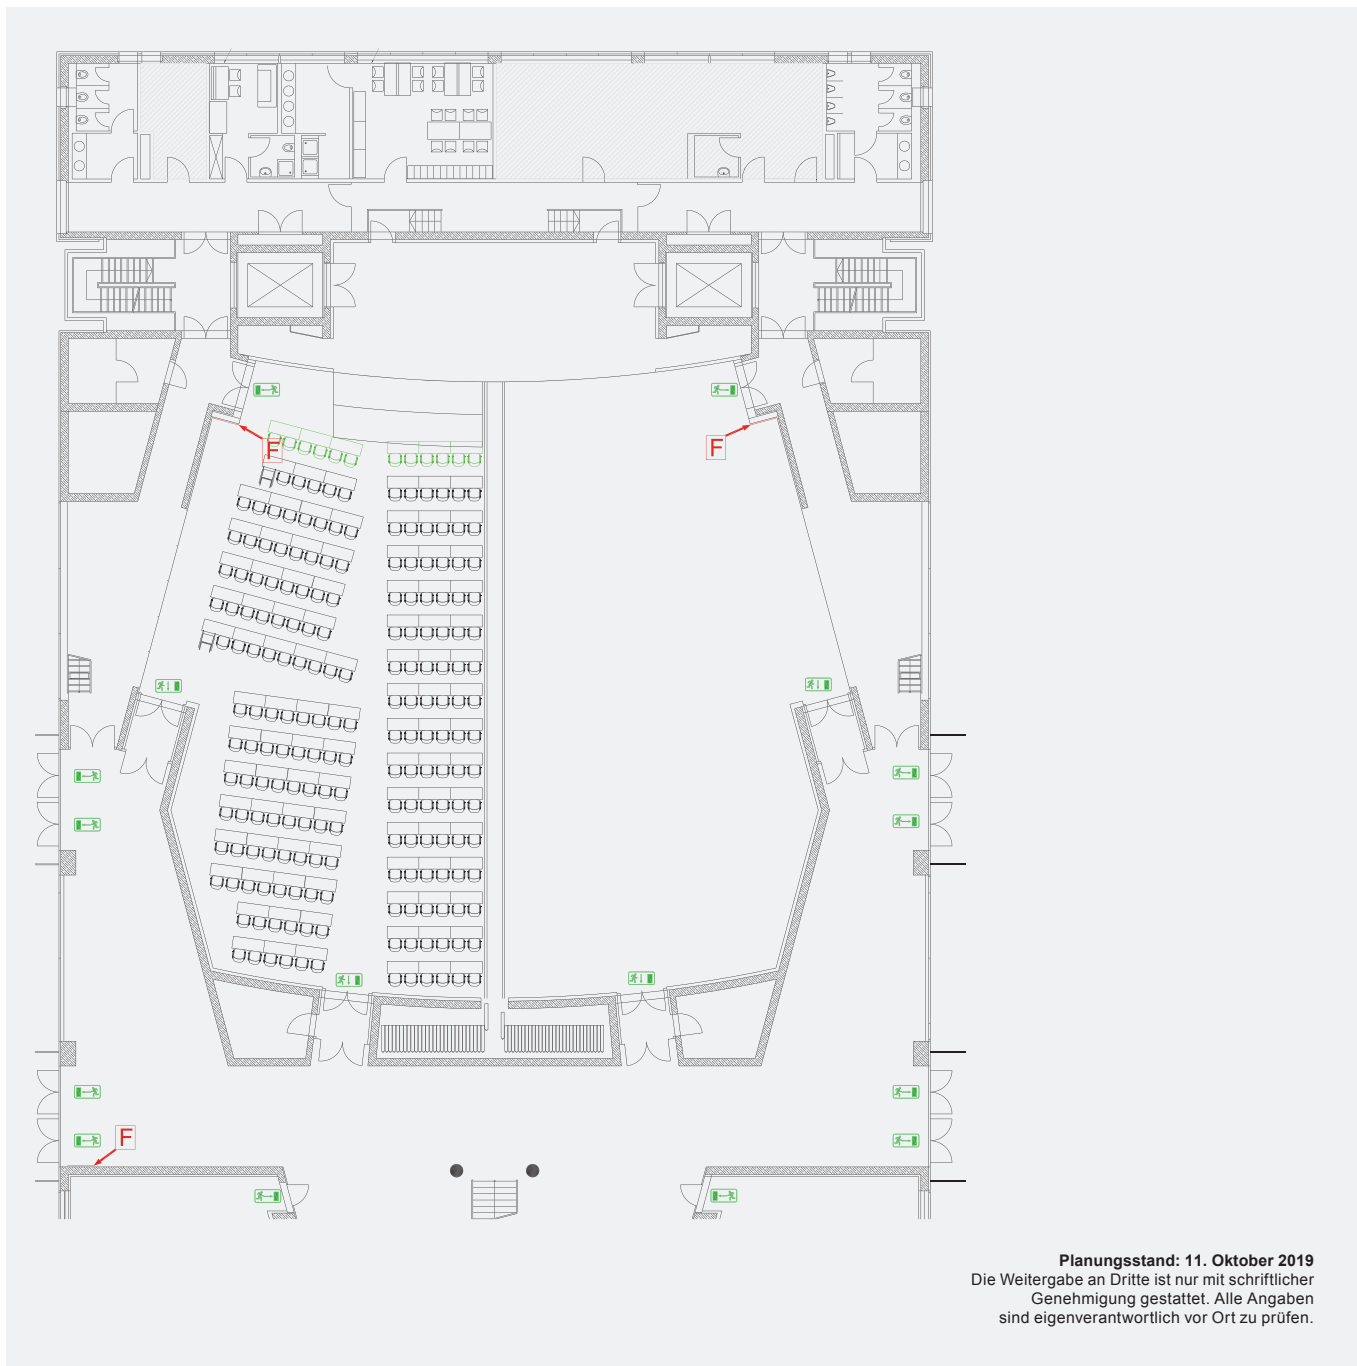 F
F
F
Planungsstand: 11. Oktober 2019
Die Weitergabe an Dritte ist nur mit schriftlicher
Genehmigung gestattet. Alle Angaben
sind eigenverantwortlich vor Ort zu prüfen.